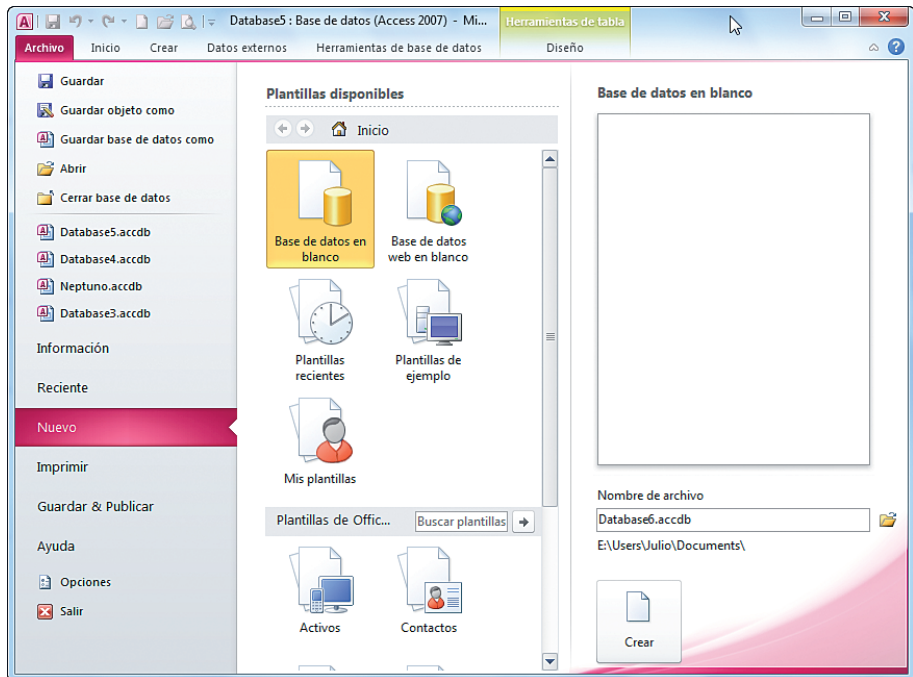 Database5 : Base de datos (Access 2007) - Mi...
Herramientas de tabla
Archivo
Inicio
Crear
Datos externos
Herramientas de base de datos
Diseño
Guardar
Guardar objeto como
Guardar base de datos como
Abrir
Cerrar base de datos
Database5.accdb
Database4.accdb
Neptuno.accdb
Database3.accdb
Información
Reciente
Nuevo
Imprimir
Guardar & Publicar
Ayuda
Opciones
Salir
Plantillas disponibles
Inicio
Base de datos en
blanco
Base de datos
web en blanco
Plantillas
recientes
Plantillas de
ejemplo
Mis plantillas
Plantillas de Offic...
Buscar plantillas
Activos
Contactos
Base de datos en blanco
Nombre de archivo
Database6.accdb
E:\Users\Julio\Documents\
Crear